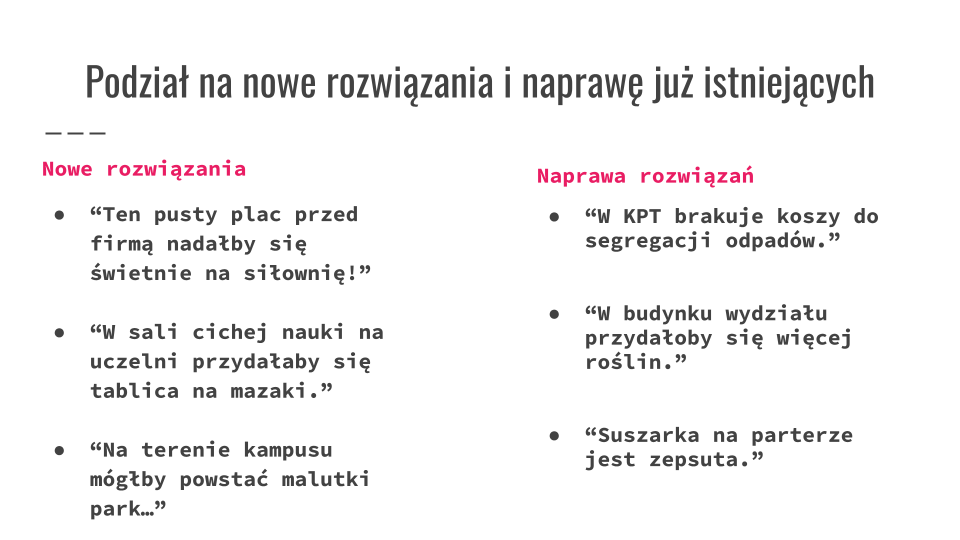 Podział na nowe rozwiązania i naprawę już istniejących
Nowe rozwiązania
● “Ten pusty plac przed
firmą nadałby się
świetnie na siłownię!”
● “W sali cichej nauki na
uczelni przydałaby się
tablica na mazaki.”
● “Na terenie kampusu
mógłby powstać malutki
park…”
Naprawa rozwiązań
● “W KPT brakuje koszy do
segregacji odpadów.”
● “W budynku wydziału
przydałoby się więcej
roślin.”
● “Suszarka na parterze
jest zepsuta.”